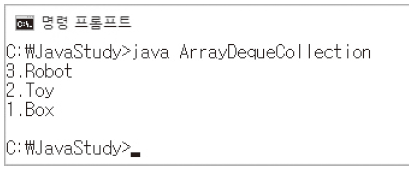 명령 프롬프트
C:₩JavaStudy>java ArrayDequeCollection
3.Robot
2.Toy
1.Box
C:₩JavaStudy>_